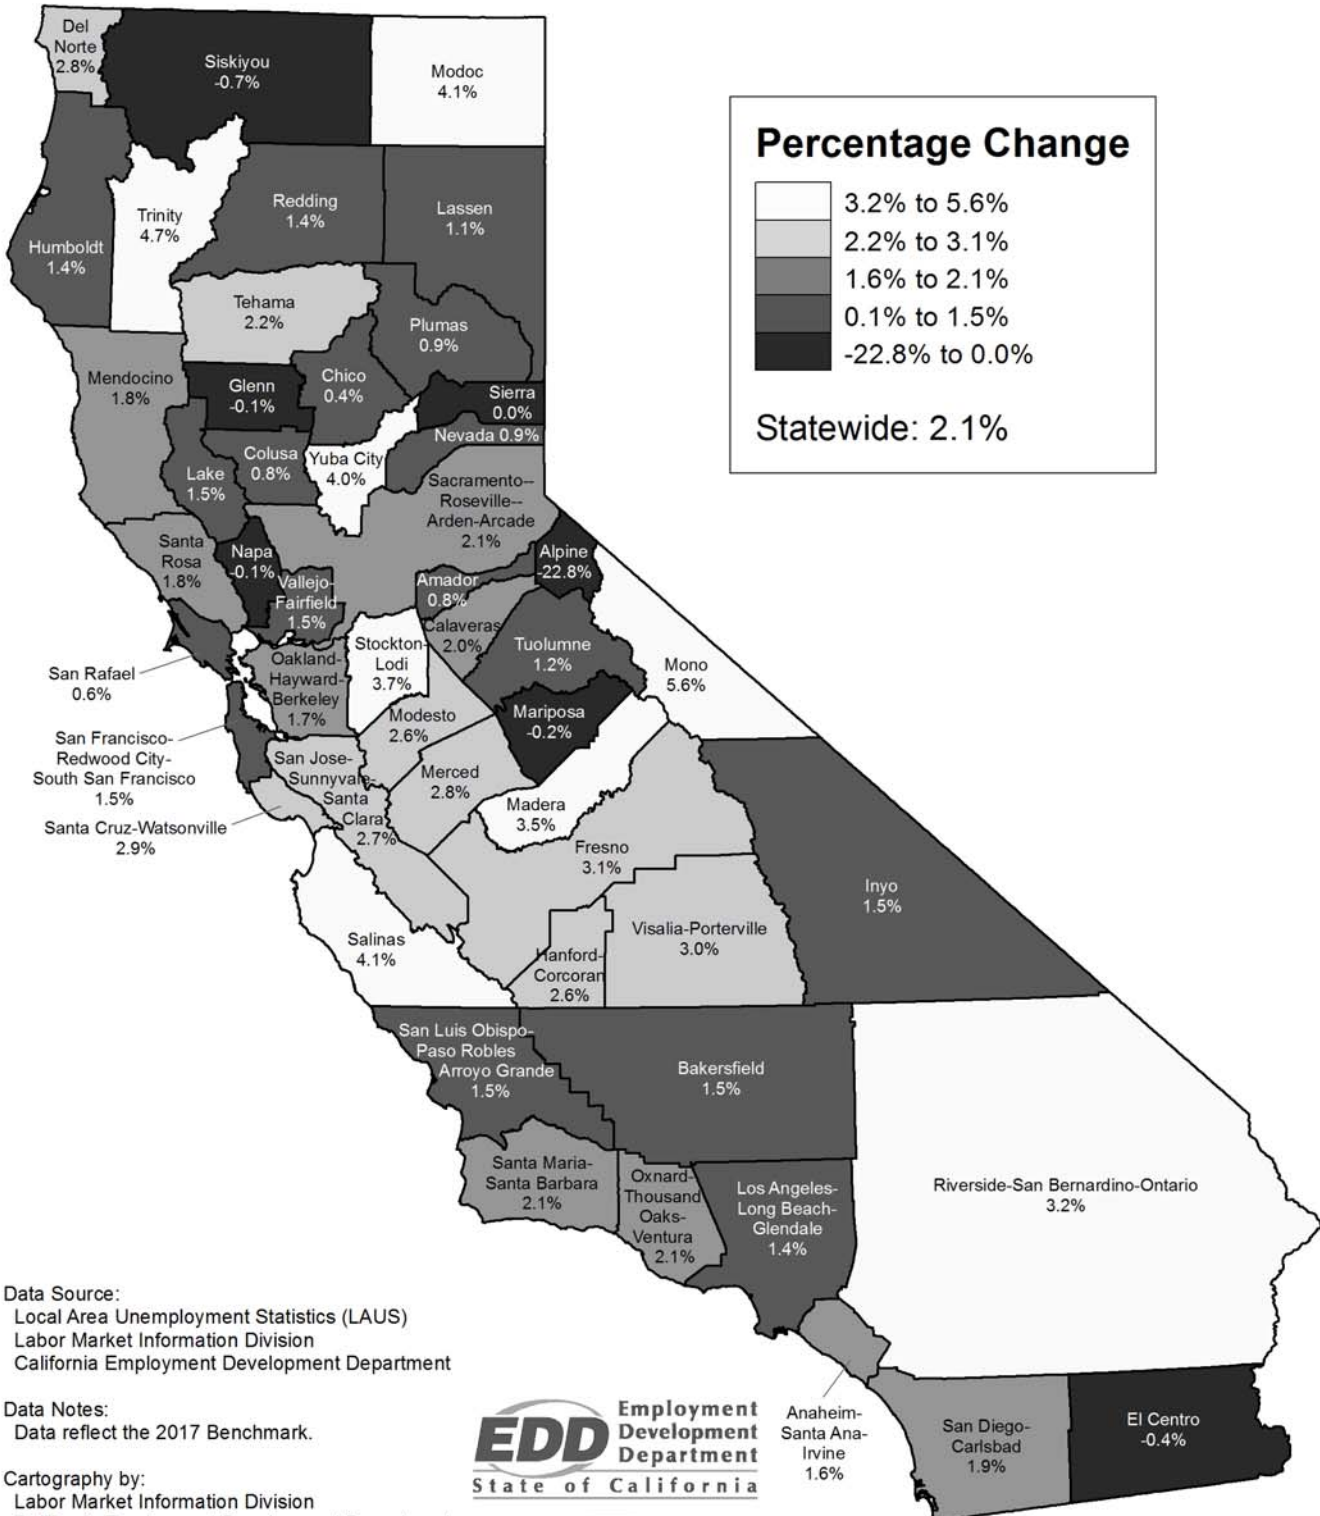 Del
Norte
2.8%
Siskiyou
-0.7%
Modoc
4.1%
Percentage Change
3.2% to 5.6%
2.2% to 3.1%
1.6% to 2.1%
0.1% to 1.5%
-22.8% to 0.0%
Statewide: 2.1%
Humboldt
1.4%
Trinity
4.7%
Redding
1.4%
Lassen
1.1%
Tehama
2.2%
Plumas
0.9%
Mendocino
1.8%
Glenn
-0.1%
Chico
0.4%
Sierra
0.0%
Nevada 0.9%
Lake
1.5%
Colusa
0.8%
Yuba City
4.0%
Sacramento--
Roseville--
Arden-Arcade
2.1%
Santa
Rosa
1.8%
Napa
-0.1%
Vallejo-
Fairfield
1.5%
Amador
0.8%
Alpine
-22.8%
Calaveras
2.0%
San Rafael
0.6%
Oakland-
Hayward-
Berkeley
1.7%
Stockton-
Lodi
3.7%
Tuolumne
1.2%
Mono
5.6%
San Francisco-
Redwood City-
South San Francisco
1.5%
Modesto
2.6%
Mariposa
-0.2%
San Jose-
Sunnyvale-
Santa
Clara
2.7%
Merced
2.8%
Madera
3.5%
Santa Cruz-Watsonville
2.9%
Fresno
3.1%
Inyo
1.5%
Salinas
4.1%
Hanford-
Corcoran
2.6%
Visalia-Porterville
3.0%
San Luis Obispo-
Paso Robles
Arroyo Grande
1.5%
Bakersfield
1.5%
Santa Maria-
Santa Barbara
2.1%
Oxnard-
Thousand
Oaks-
Ventura
2.1%
Los Angeles-
Long Beach-
Glendale
1.4%
Riverside-San Bernardino-Ontario
3.2%
Anaheim-
Santa Ana-
Irvine
1.6%
San Diego-
Carlsbad
1.9%
El Centro
-0.4%
Data Source:
Local Area Unemployment Statistics (LAUS)
Labor Market Information Division
California Employment Development Department
Data Notes:
Data reflect the 2017 Benchmark.
Cartography by:
Labor Market Information Division
EDD
Employment
Development
Department
State of California